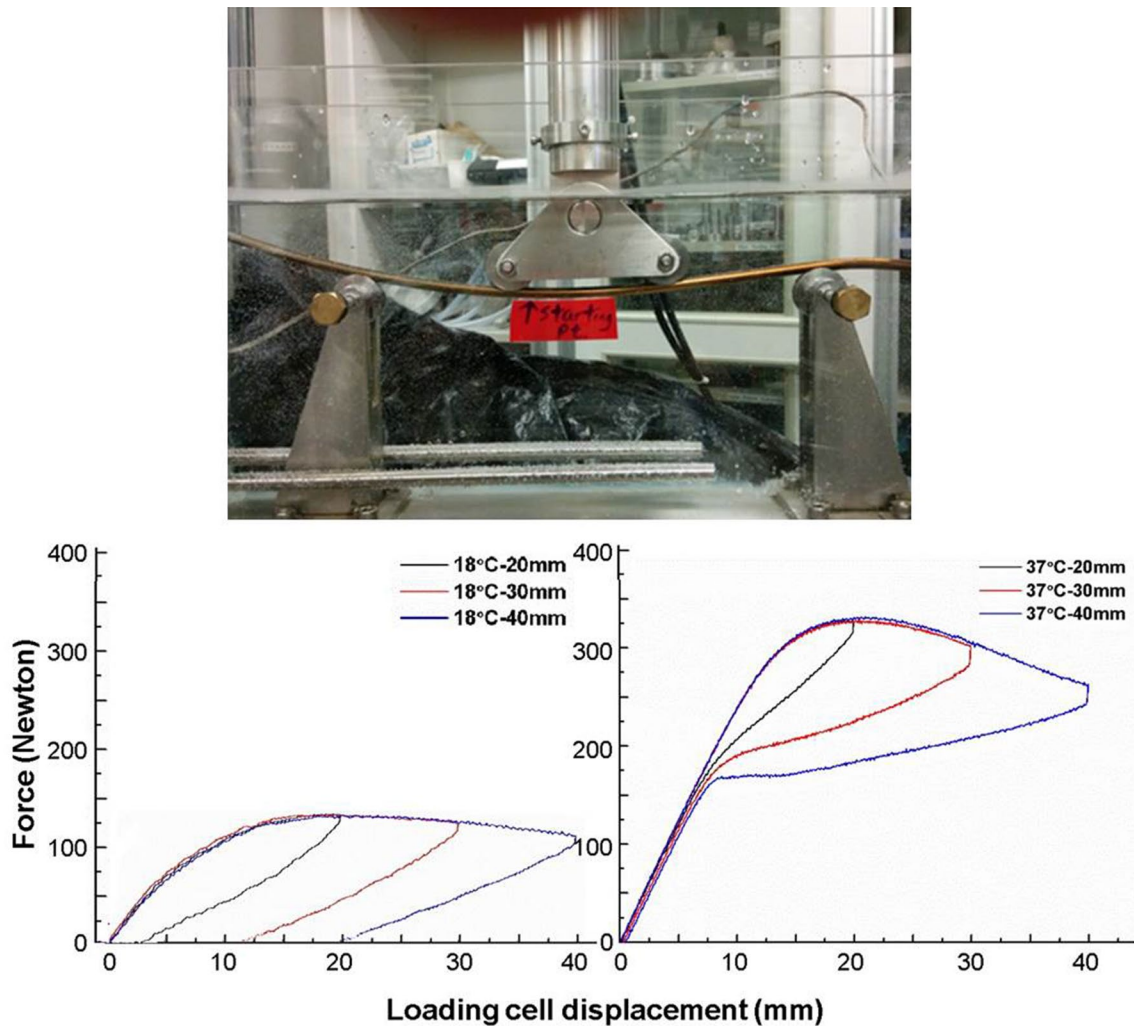 ↑starting
pt
400
300
200
100
0
18°C-20mm
18°C-30mm
18°C-40mm
0 10 20 30 40
400
300
200
100
0
37°C-20mm
37°C-30mm
37°C-40mm
0 10 20 30 40
Force (Newton)
Loading cell displacement (mm)